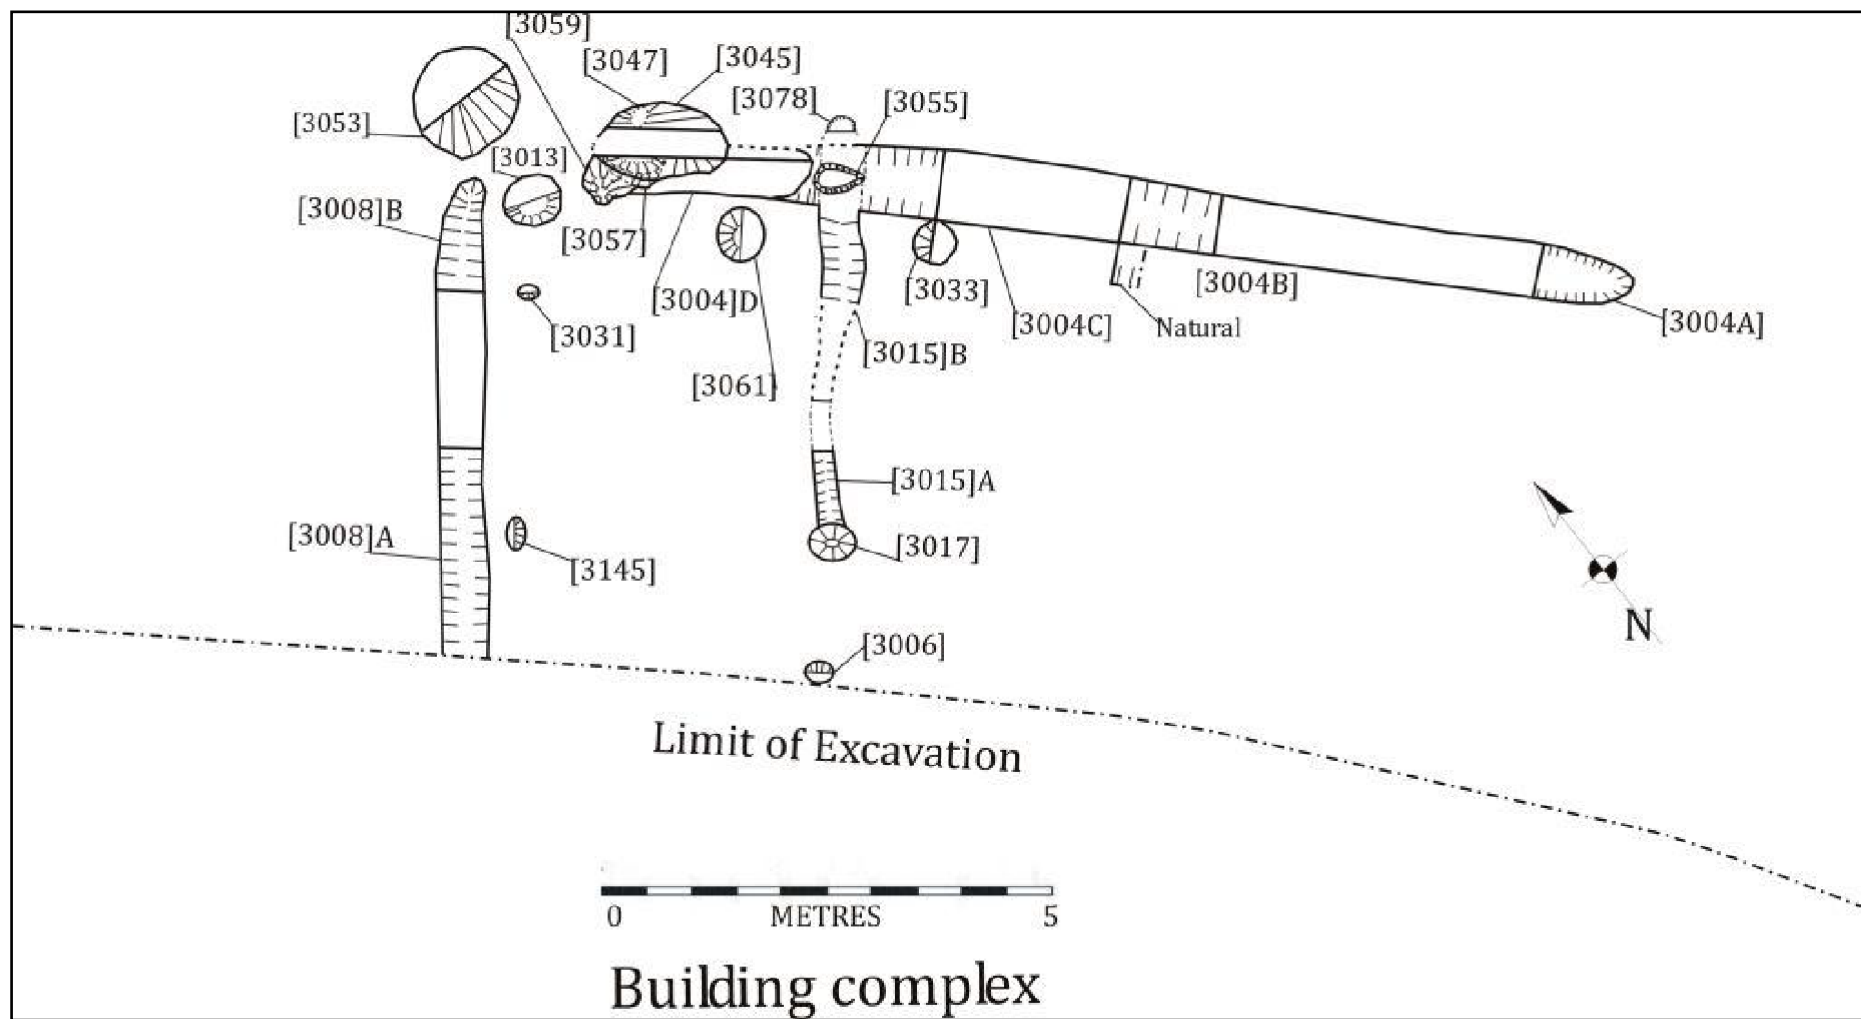 [3059]
[3047]
[3045]
[3078]
[3055]
[3053]
[3013]
[3008]B
[3057]
[3004]D
[3033]
[3004B]
[3004C]
Natural
[3004A]
[3031]
[3015]B
[3061]
[3015]A
[3008]A
[3017]
[3145]
N
[3006]
Limit of Excavation
0 METRES 5
Building complex